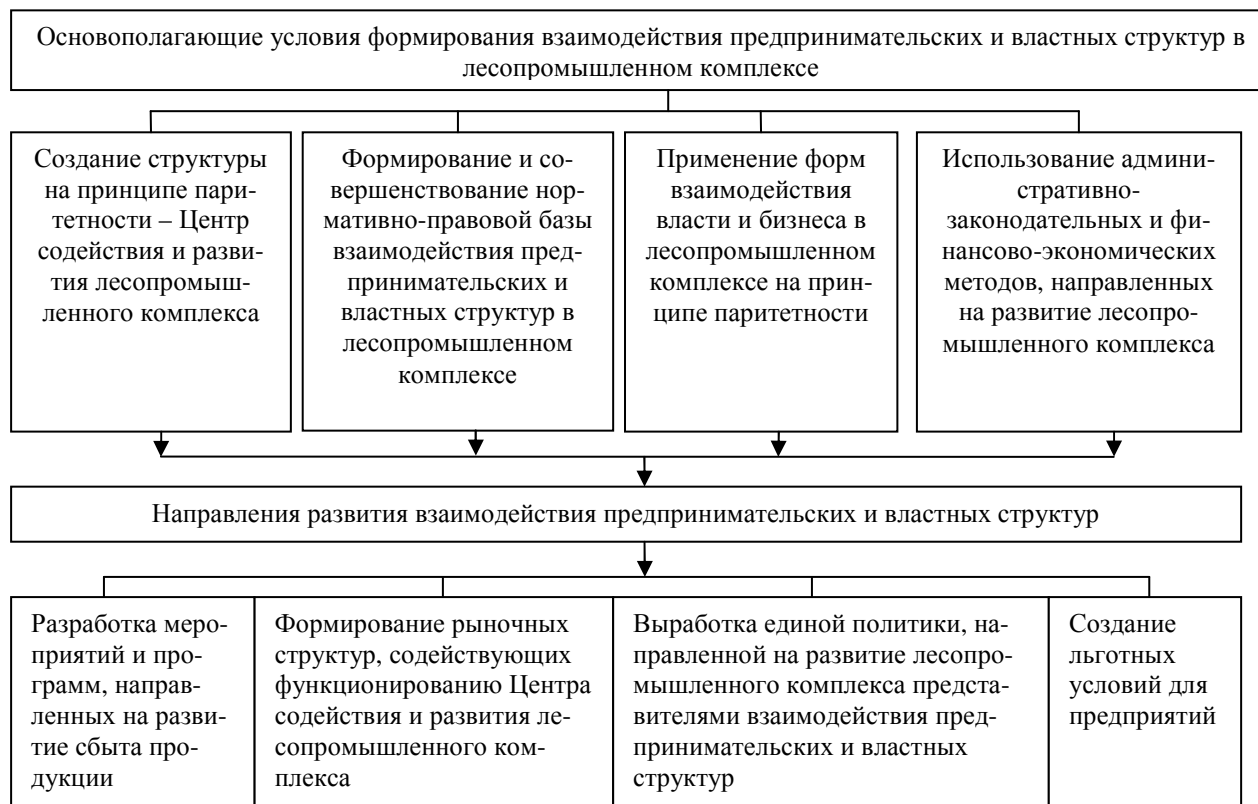 Основополагающие условия формирования взаимодействия предпринимательских и властных структур в
лесопромышленном комплексе
Создание структуры
на принципе пари-
тетности – Центр
содействия и разви-
тия лесопромыш-
ленного комплекса
Формирование и со-
вершенствование нор-
мативно-правовой базы
взаимодействия пред-
принимательских и
властных структур в
лесопромышленном
комплексе
Применение форм
взаимодействия
власти и бизнеса в
лесопромышленном
комплексе на прин-
ципе паритетности
Использование админи-
стративно-
законодательных и фи-
нансово-экономических
методов, направленных
на развитие лесопро-
мышленного комплекса
Направления развития взаимодействия предпринимательских и властных структур
Разработка меро-
приятий и про-
грамм, направ-
ленных на разви-
тие сбыта про-
дукции
Формирование рыночных
структур, содействующих
функционированию Центра
содействия и развития ле-
сопромышленного ком-
плекса
Выработка единой политики, на-
правленной на развитие лесопро-
мышленного комплекса предста-
вителями взаимодействия пред-
принимательских и властных
структур
Создание
льготных
условий для
предприятий